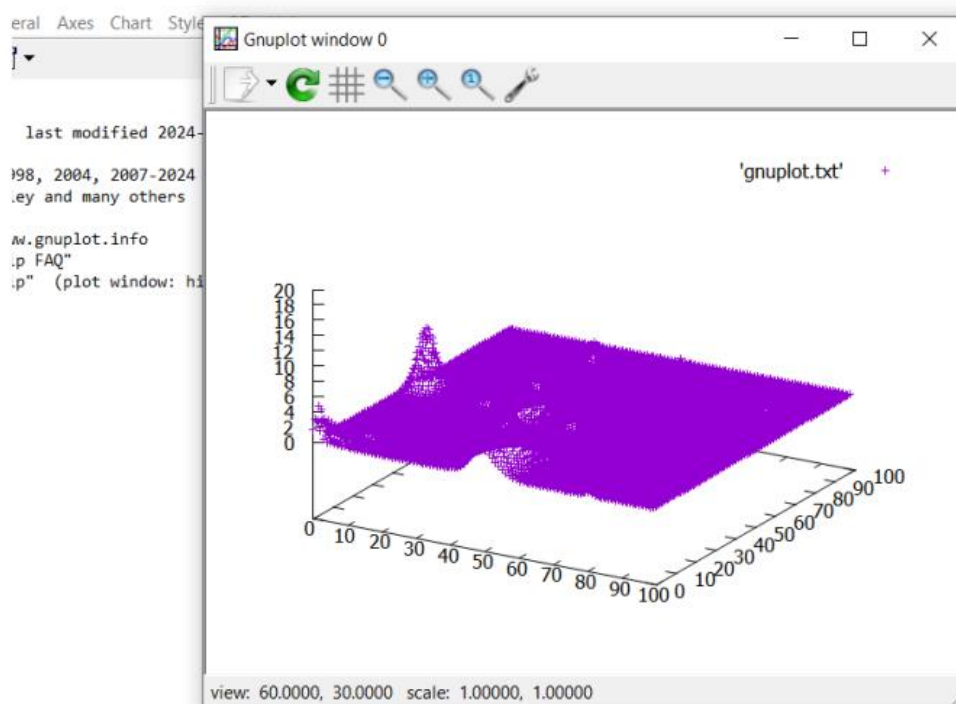 eral Axes Chart Style
last modified 2024-
998, 2004, 2007-2024
ley and many others
w.gnuplot.info
lp FAQ"
lp" (plot window: hi
Gnuplot window 0
'gnuplot.txt'
20
18
16
14
12
10
8
6
4
2
0
0 10 20 30 40 50 60 70 80 90 100
0 10 20 30 40 50 60 70 80 90 100
view: 60.0000, 30.0000 scale: 1.00000, 1.00000